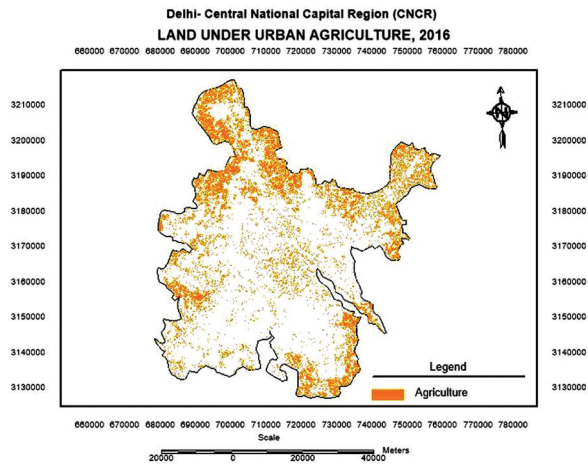 Delhi- Central National Capital Region (CNCR)
LAND UNDER URBAN AGRICULTURE, 2016
660000 670000 680000 690000 700000 710000 720000 730000 740000 750000 760000 770000 780000
N
3210000 3210000
3200000 3200000
3190000 3190000
3180000 3180000
3170000 3170000
3160000 3160000
3150000 3150000
3140000 3140000
3130000 3130000
Legend
Agriculture
660000 670000 680000 690000 700000 710000 720000 730000 740000 750000 760000 770000 780000
Scale
Meters
20000 0 20000 40000